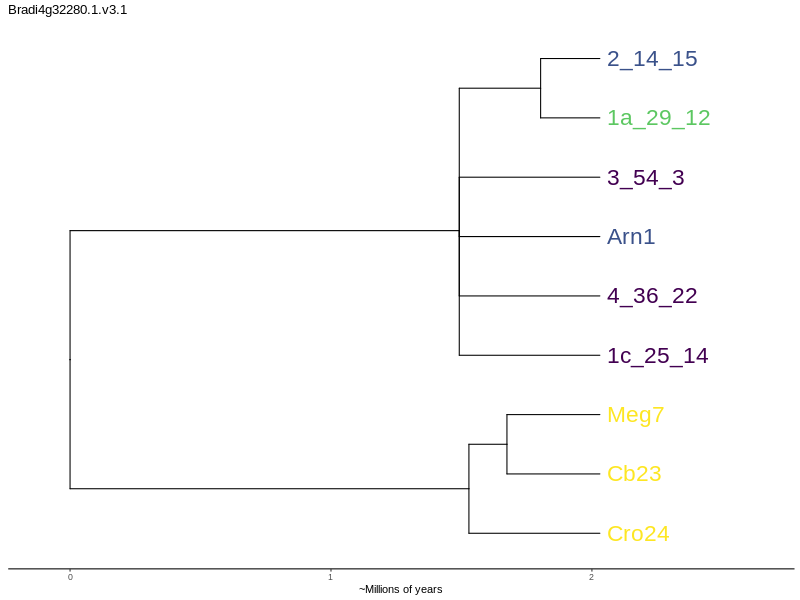 Bradi4g32280.1.v3.1
2_14_15
1a_29_12
3_54_3
Arn1
4_36_22
1c_25_14
Meg7
Cb23
Cro24
0 1 2
~Millions of years